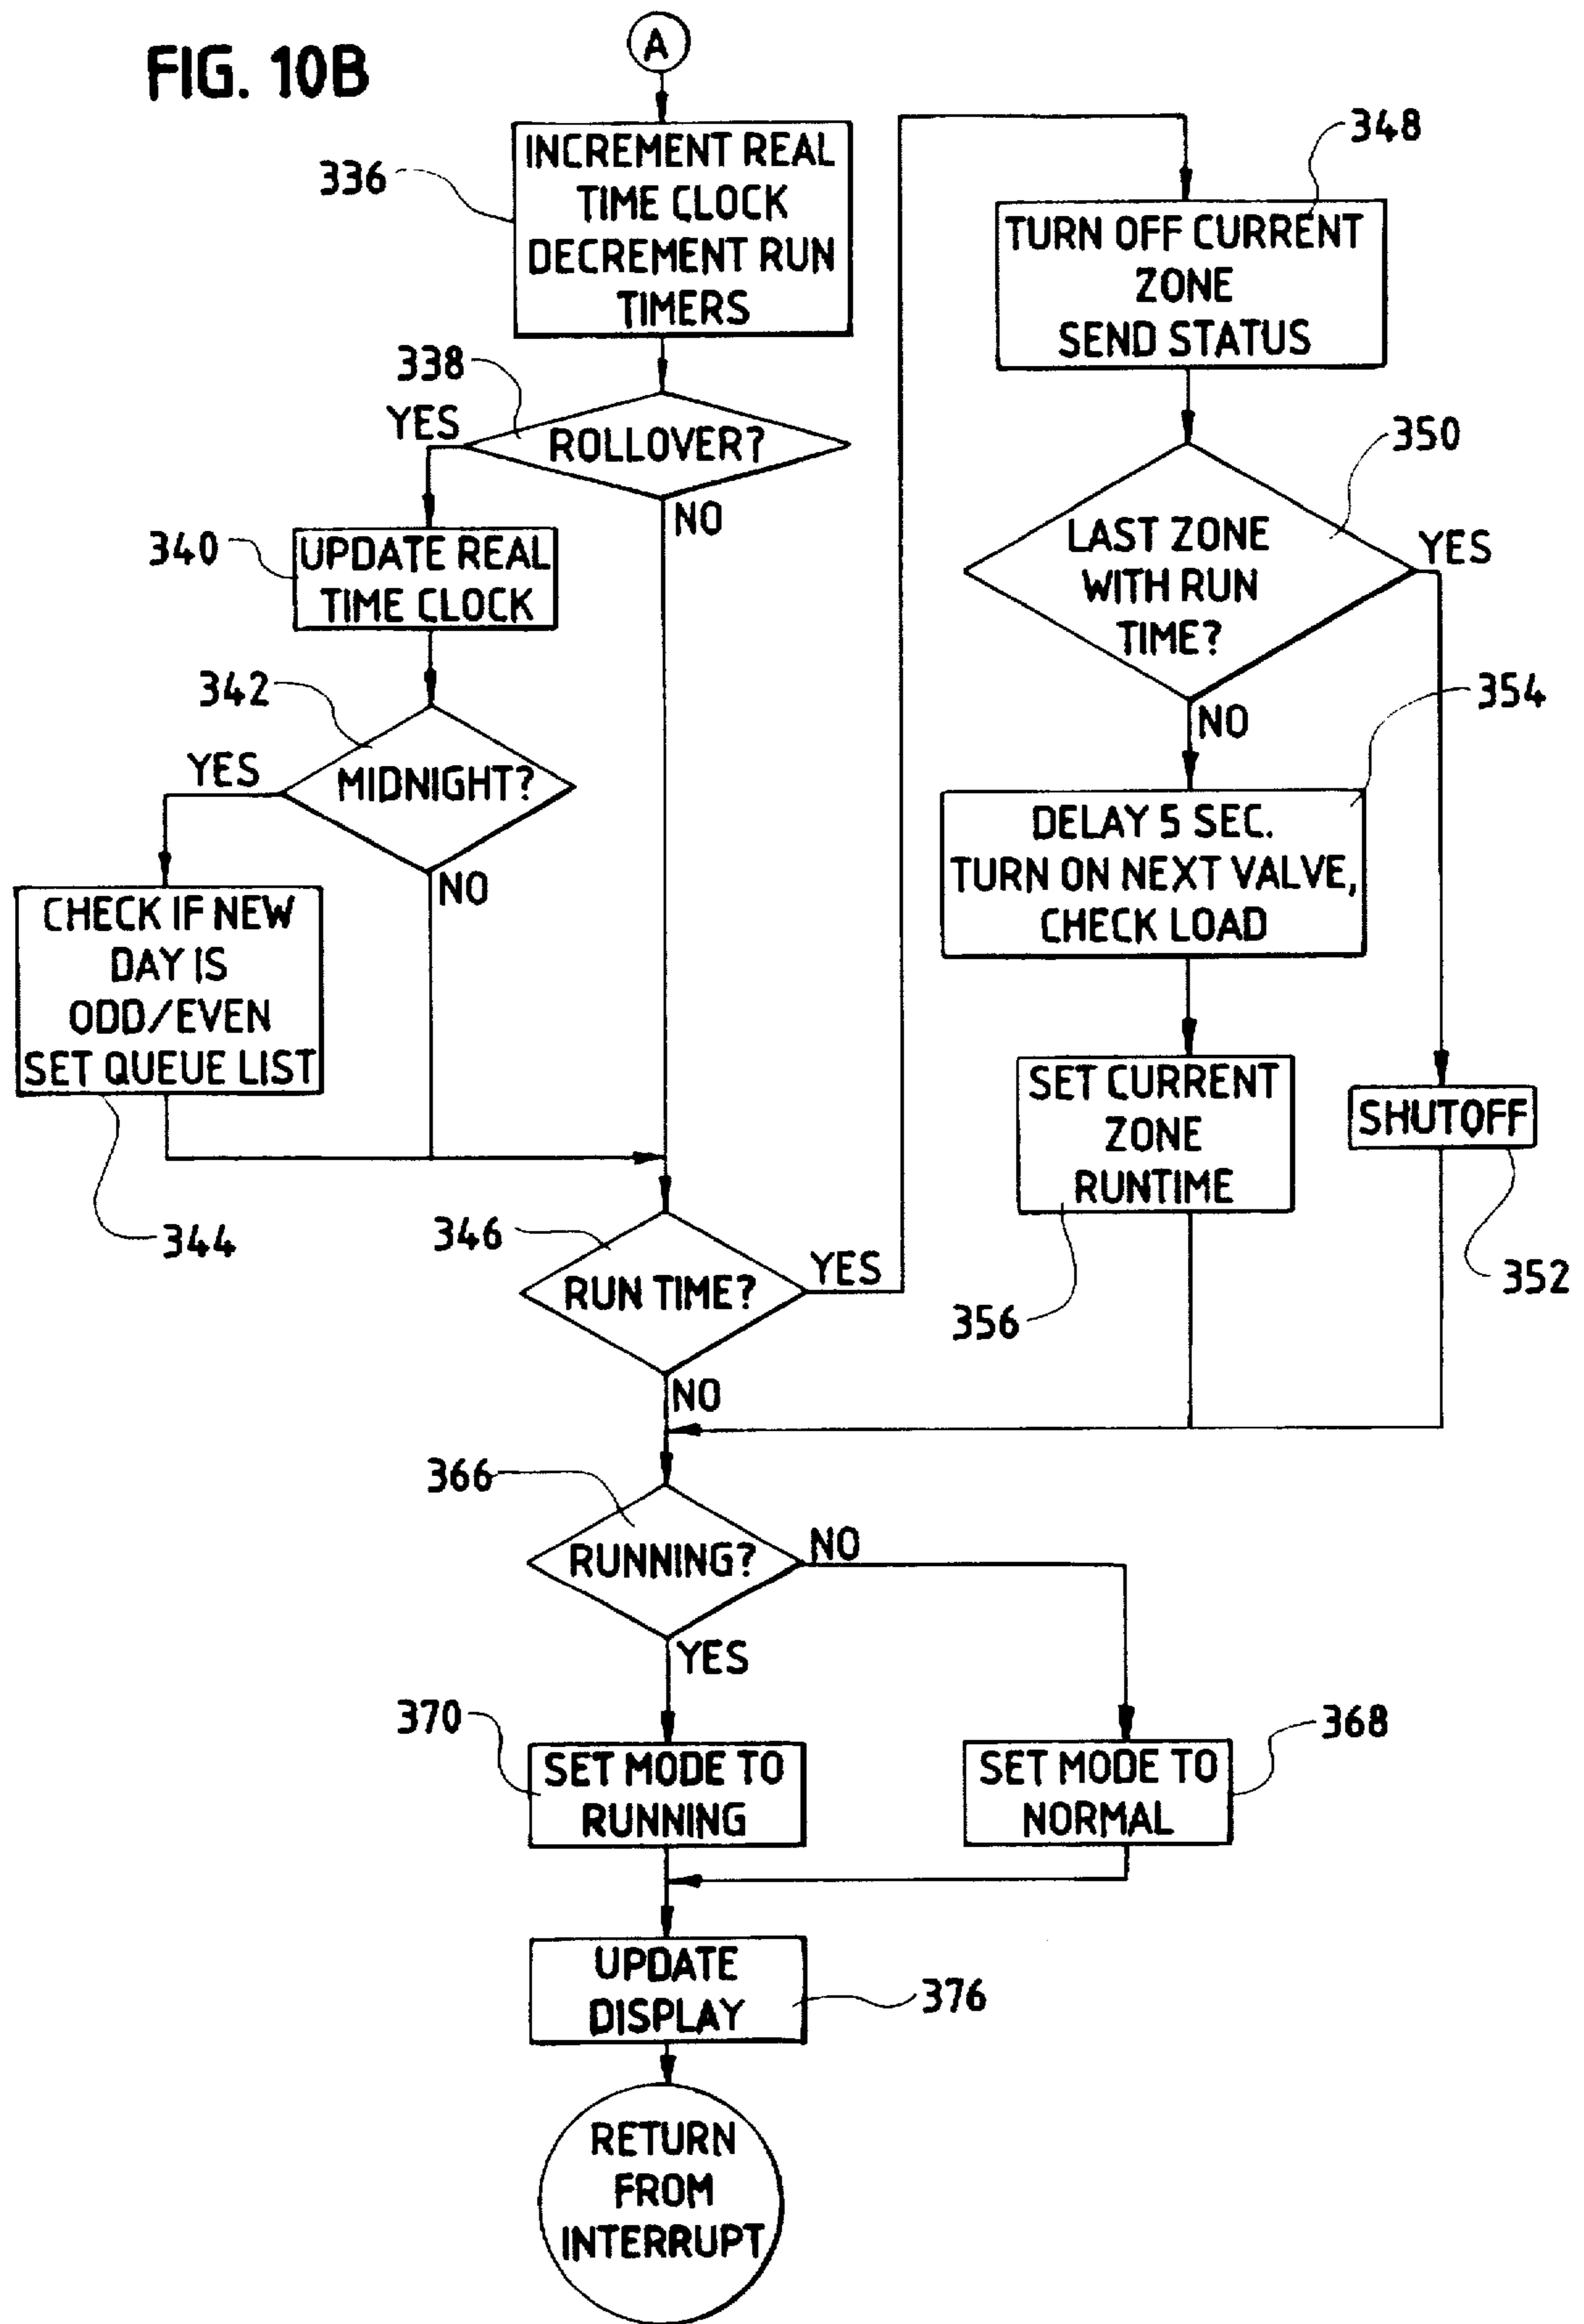 FIG. 10B
A
336
INCREMENT REAL
TIME CLOCK
DECREMENT RUN
TIMERS
338
YES
ROLLOVER?
NO
340
UPDATE REAL
TIME CLOCK
342
YES
MIDNIGHT?
NO
CHECK IF NEW
DAY IS
ODD/EVEN
SET QUEUE LIST
344
346
RUN TIME?
YES
NO
348
TURN OFF CURRENT
ZONE
SEND STATUS
350
LAST ZONE
WITH RUN
TIME?
YES
NO
354
DELAY 5 SEC.
TURN ON NEXT VALVE,
CHECK LOAD
SET CURRENT
ZONE
RUNTIME
356
SHUTOFF
352
366
RUNNING?
NO
YES
370
SET MODE TO
RUNNING
368
SET MODE TO
NORMAL
UPDATE
DISPLAY
376
RETURN
FROM
INTERRUPT